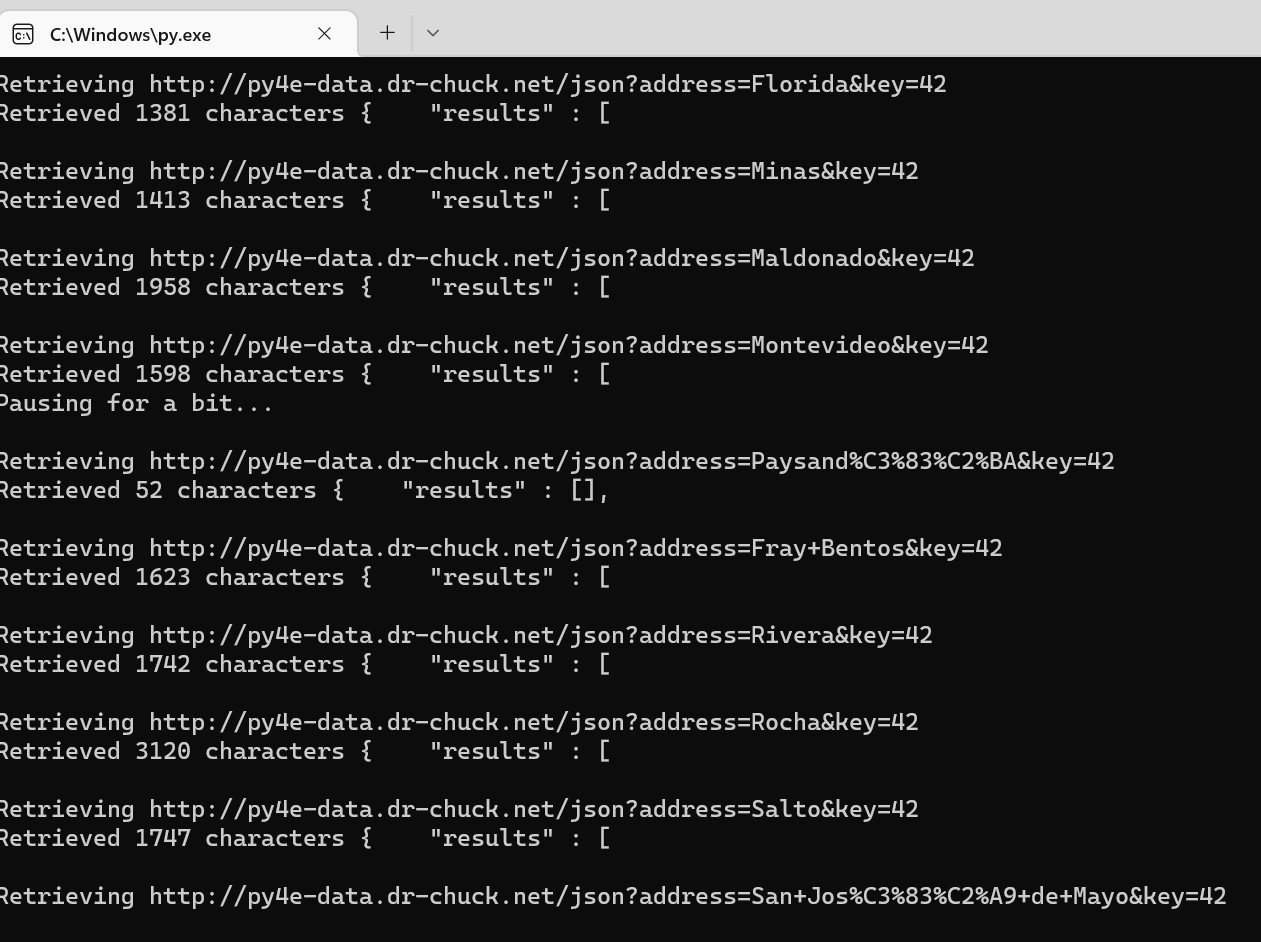 C:\Windows\py.exe
Retrieving http://py4e-data.dr-chuck.net/json?address=Florida&key=42
Retrieved 1381 characters {    "results" : [
Retrieving http://py4e-data.dr-chuck.net/json?address=Minas&key=42
Retrieved 1413 characters {    "results" : [
Retrieving http://py4e-data.dr-chuck.net/json?address=Maldonado&key=42
Retrieved 1958 characters {    "results" : [
Retrieving http://py4e-data.dr-chuck.net/json?address=Montevideo&key=42
Retrieved 1598 characters {    "results" : [
Pausing for a bit...
Retrieving http://py4e-data.dr-chuck.net/json?address=Paysand%C3%83%C2%BA&key=42
Retrieved 52 characters {    "results" : [],
Retrieving http://py4e-data.dr-chuck.net/json?address=Fray+Bentos&key=42
Retrieved 1623 characters {    "results" : [
Retrieving http://py4e-data.dr-chuck.net/json?address=Rivera&key=42
Retrieved 1742 characters {    "results" : [
Retrieving http://py4e-data.dr-chuck.net/json?address=Rocha&key=42
Retrieved 3120 characters {    "results" : [
Retrieving http://py4e-data.dr-chuck.net/json?address=Salto&key=42
Retrieved 1747 characters {    "results" : [
Retrieving http://py4e-data.dr-chuck.net/json?address=San+Jos%C3%83%C2%A9+de+Mayo&key=42